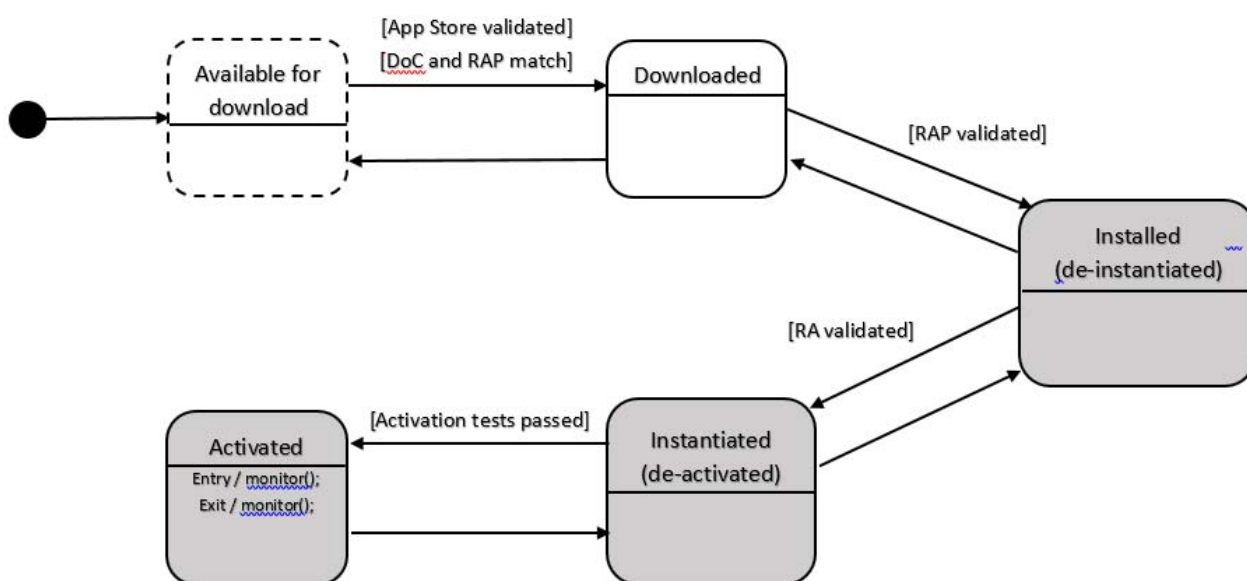 [App Store validated]
[DoC and RAP match]
Available for
download
Downloaded
[RAP validated]
Installed
(de-instantiated)
[RA validated]
[Activation tests passed]
Instantiated
(de-activated)
Activated
Entry / monitor();
Exit / monitor();